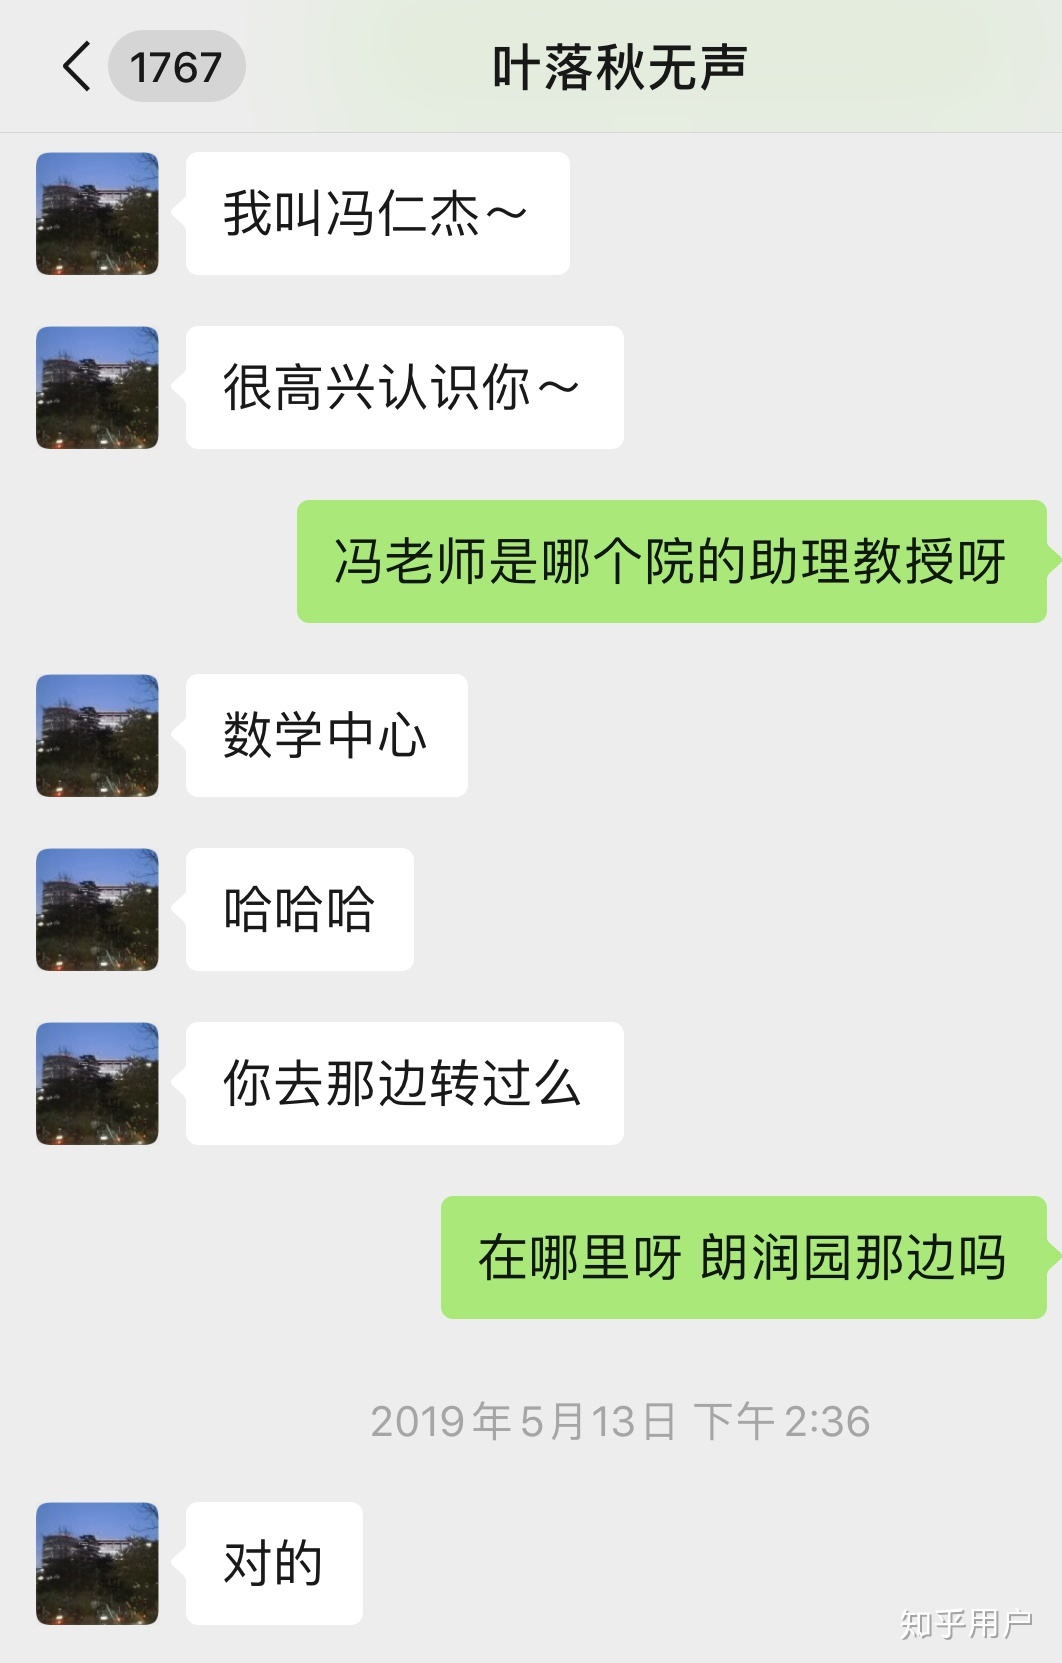 1767
叶落秋无声
我叫冯仁杰～
很高兴认识你～
冯老师是哪个院的助理教授呀
数学中心
哈哈哈
你去那边转过么
在哪里呀 朗润园那边吗
2019年5月13日 下午2:36
对的
知乎用户